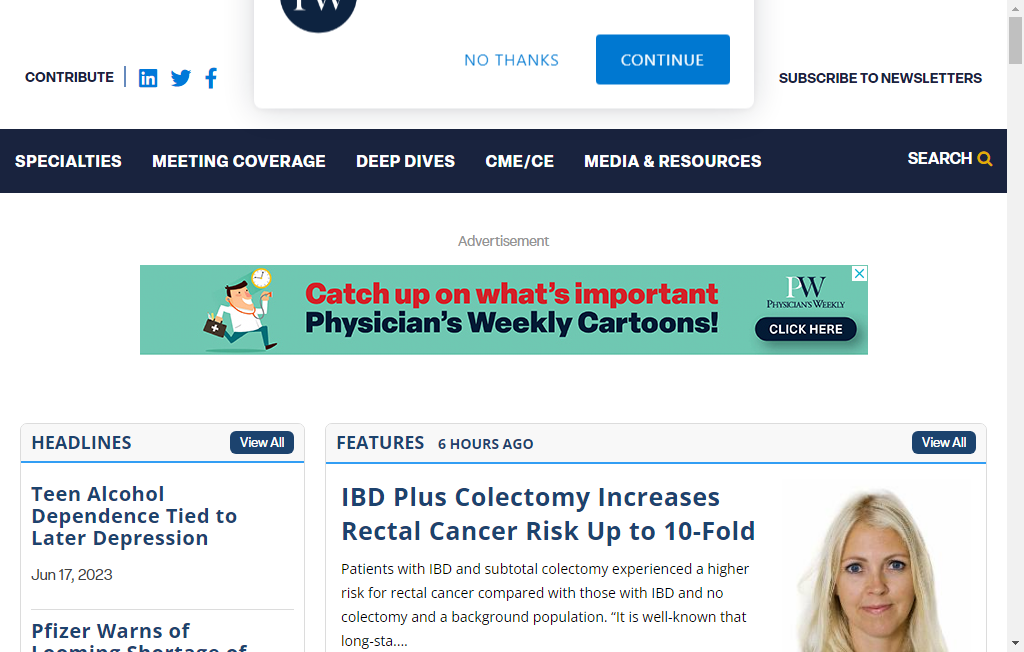 PW
NO THANKS
CONTINUE
CONTRIBUTE
SUBSCRIBE TO NEWSLETTERS
SPECIALTIES
MEETING COVERAGE
DEEP DIVES
CME/CE
MEDIA & RESOURCES
SEARCH
Advertisement
Catch up on what's important
Physician's Weekly Cartoons!
PW
PHYSICIAN'S WEEKLY
CLICK HERE
HEADLINES
View All
Teen Alcohol
Dependence Tied to
Later Depression
Jun 17, 2023
Pfizer Warns of
Looming Shortage of
FEATURES
6 HOURS AGO
View All
IBD Plus Colectomy Increases
Rectal Cancer Risk Up to 10-Fold
Patients with IBD and subtotal colectomy experienced a higher
risk for rectal cancer compared with those with IBD and no
colectomy and a background population. “It is well-known that
long-sta....